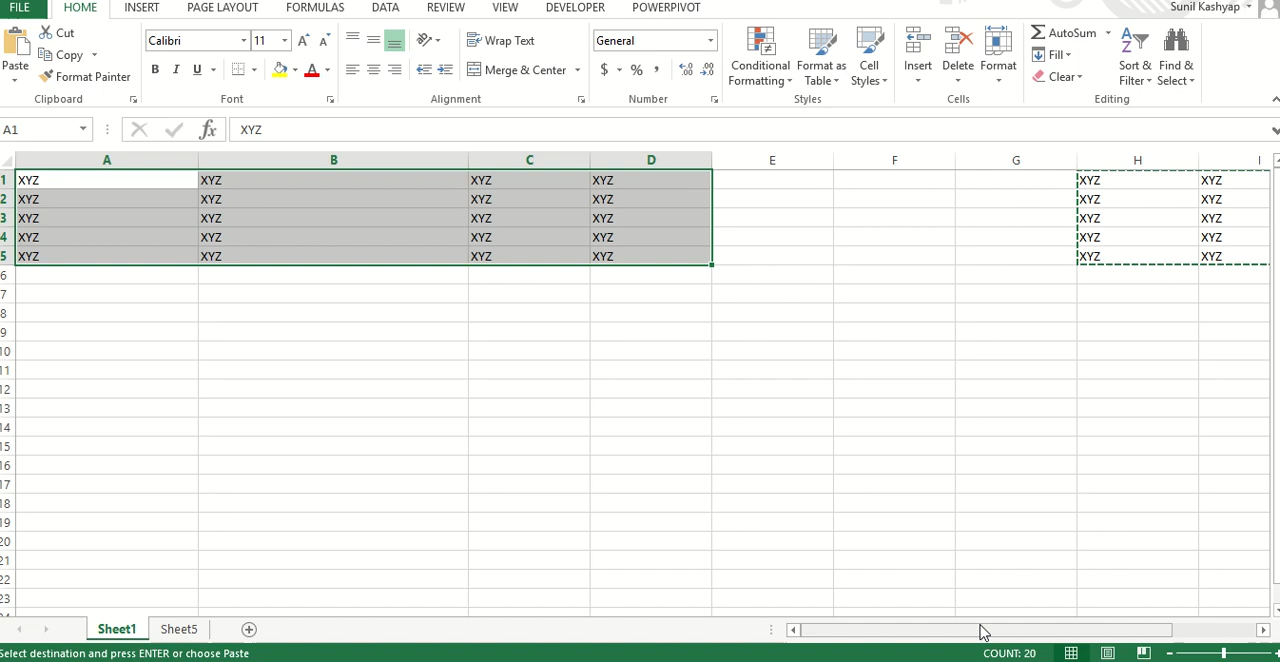 FILE HOME INSERT PAGE LAYOUT FORMULAS DATA REVIEW VIEW DEVELOPER POWERPIVOT Sunil Kashyap
Paste
Cut
Copy
Format Painter
Clipboard
Calibri 11
A A
B I U A
Font
Wrap Text
Merge & Center
Alignment
General
$ % ,
Number
Conditional Formatting
Format as Table
Cell Styles
Styles
Insert Delete Format
Cells
AutoSum
Fill
Clear
Sort & Filter
Find & Select
Editing
A1 fx XYZ
A B C D E F G H I
1 XYZ XYZ XYZ XYZ XYZ XYZ
2 XYZ XYZ XYZ XYZ XYZ XYZ
3 XYZ XYZ XYZ XYZ XYZ XYZ
4 XYZ XYZ XYZ XYZ XYZ XYZ
5 XYZ XYZ XYZ XYZ XYZ XYZ
6
7
8
9
10
11
12
13
14
15
16
17
18
19
20
21
22
23
Sheet1 Sheet5
Select destination and press ENTER or choose Paste COUNT: 20